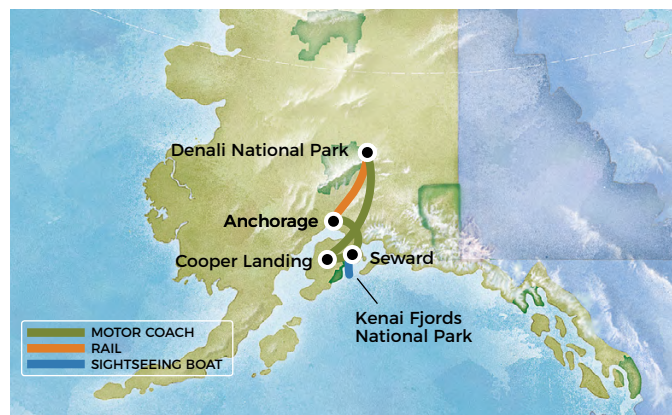 Denali National Park
Anchorage
Cooper Landing
Seward
Kenai Fjords
National Park
MOTOR COACH
RAIL
SIGHTSEEING BOAT